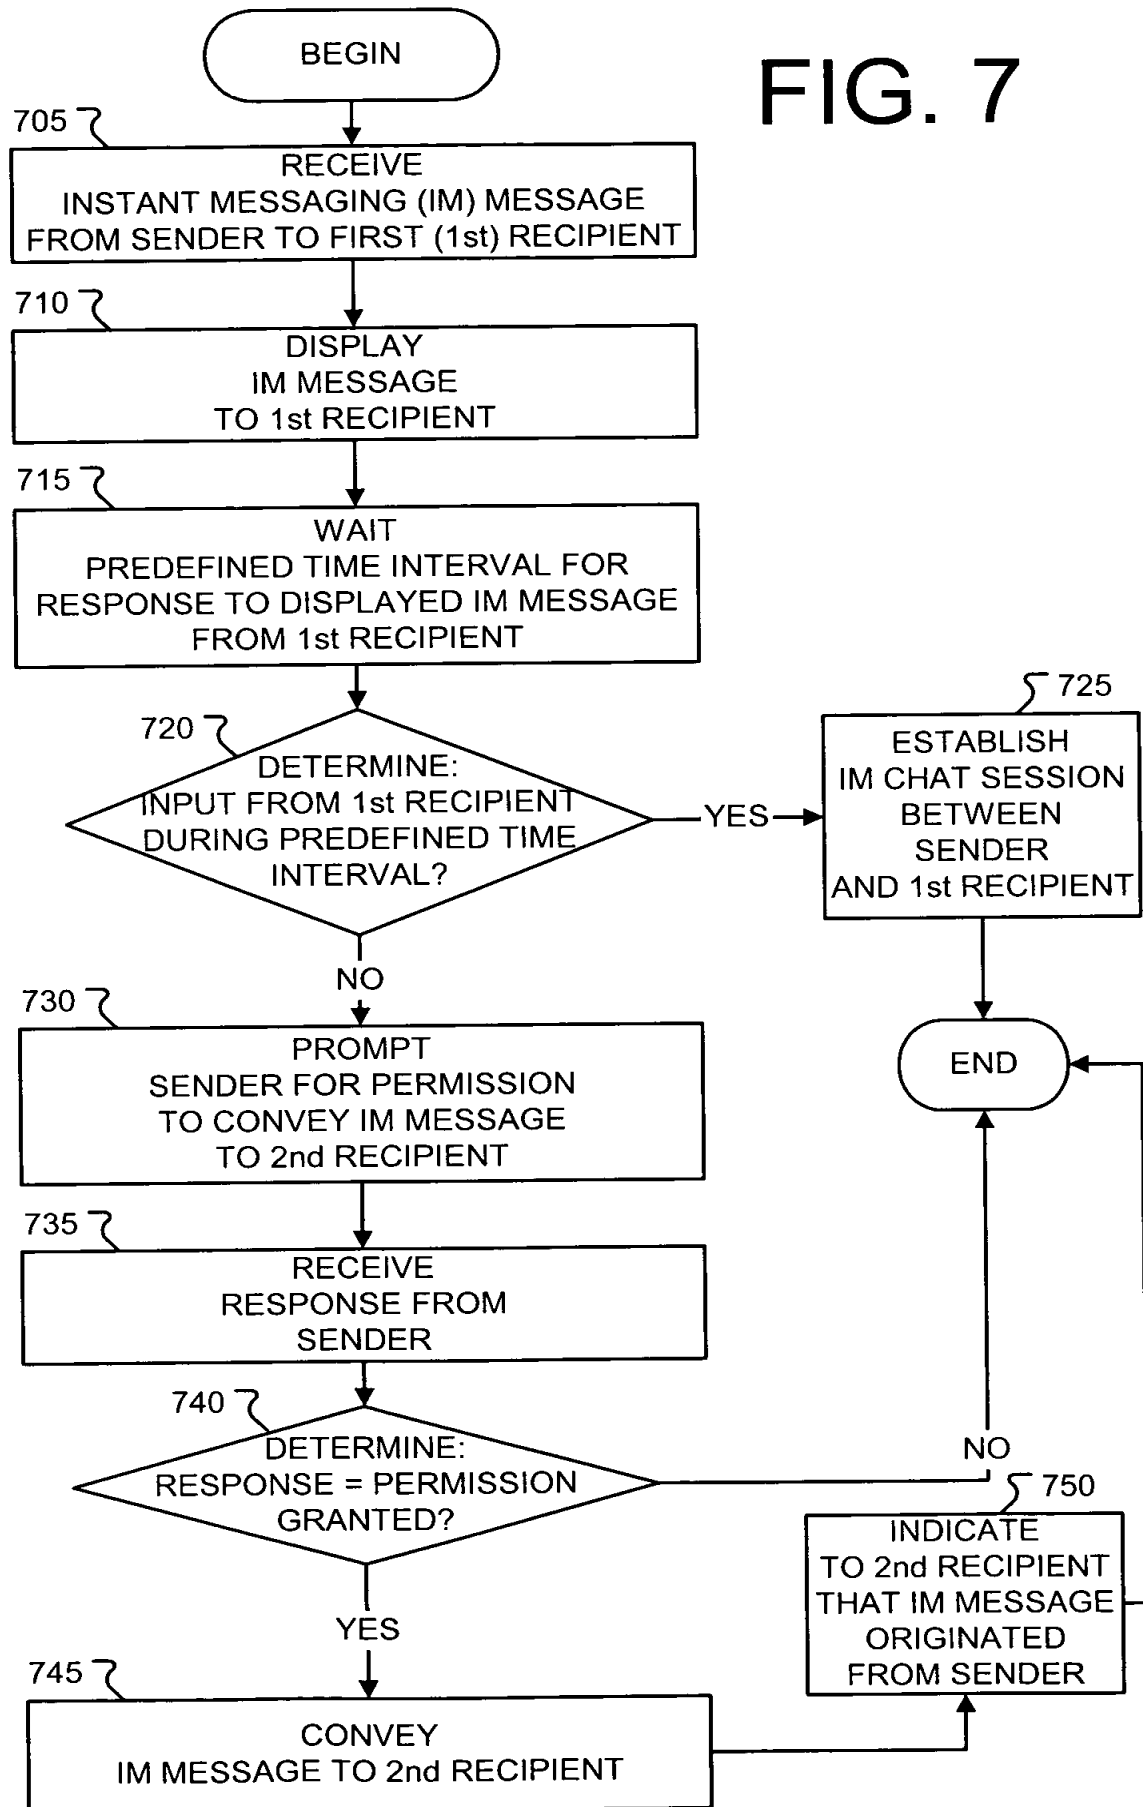 BEGIN
FIG. 7
705
RECEIVE
INSTANT MESSAGING (IM) MESSAGE
FROM SENDER TO FIRST (1st) RECIPIENT
710
DISPLAY
IM MESSAGE
TO 1st RECIPIENT
715
WAIT
PREDEFINED TIME INTERVAL FOR
RESPONSE TO DISPLAYED IM MESSAGE
FROM 1st RECIPIENT
720
DETERMINE:
INPUT FROM 1st RECIPIENT
DURING PREDEFINED TIME
INTERVAL?
YES
725
ESTABLISH
IM CHAT SESSION
BETWEEN
SENDER
AND 1st RECIPIENT
NO
END
730
PROMPT
SENDER FOR PERMISSION
TO CONVEY IM MESSAGE
TO 2nd RECIPIENT
735
RECEIVE
RESPONSE FROM
SENDER
740
DETERMINE:
RESPONSE = PERMISSION
GRANTED?
NO
YES
745
CONVEY
IM MESSAGE TO 2nd RECIPIENT
750
INDICATE
TO 2nd RECIPIENT
THAT IM MESSAGE
ORIGINATED
FROM SENDER